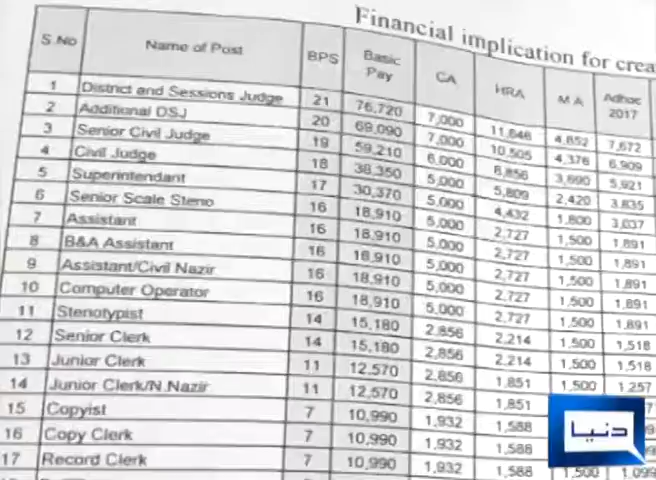 Financial implication for crea
S.No Name of Post BPS Basic Pay CA HRA MA Adhoc 2017
1 District and Sessions Judge 21 76,720 7,000 11,646 4,852 7,672
2 Additional DSJ 20 69,090 7,000 10,505 4,376 6,909
3 Senior Civil Judge 19 59,210 6,000 8,856 3,690 5,921
4 Civil Judge 18 38,350 5,000 5,809 2,420 3,835
5 Superintendant 17 30,370 5,000 4,432 1,800 3,037
6 Senior Scale Steno 16 18,910 5,000 2,727 1,500 1,891
7 Assistant 16 18,910 5,000 2,727 1,500 1,891
8 B&A Assistant 16 18,910 5,000 2,727 1,500 1,891
9 Assistant/Civil Nazir 16 18,910 5,000 2,727 1,500 1,891
10 Computer Operator 16 18,910 5,000 2,727 1,500 1,891
11 Stenotypist 14 15,180 2,856 2,214 1,500 1,518
12 Senior Clerk 14 15,180 2,856 2,214 1,500 1,518
13 Junior Clerk 11 12,570 2,856 1,851 1,500 1,257
14 Junior Clerk/N.Nazir 11 12,570 2,856 1,851
15 Copyist 7 10,990 1,932 1,588
16 Copy Clerk 7 10,990 1,932 1,588
17 Record Clerk 7 10,990 1,932 1,588 1,500 1,099
دنیا